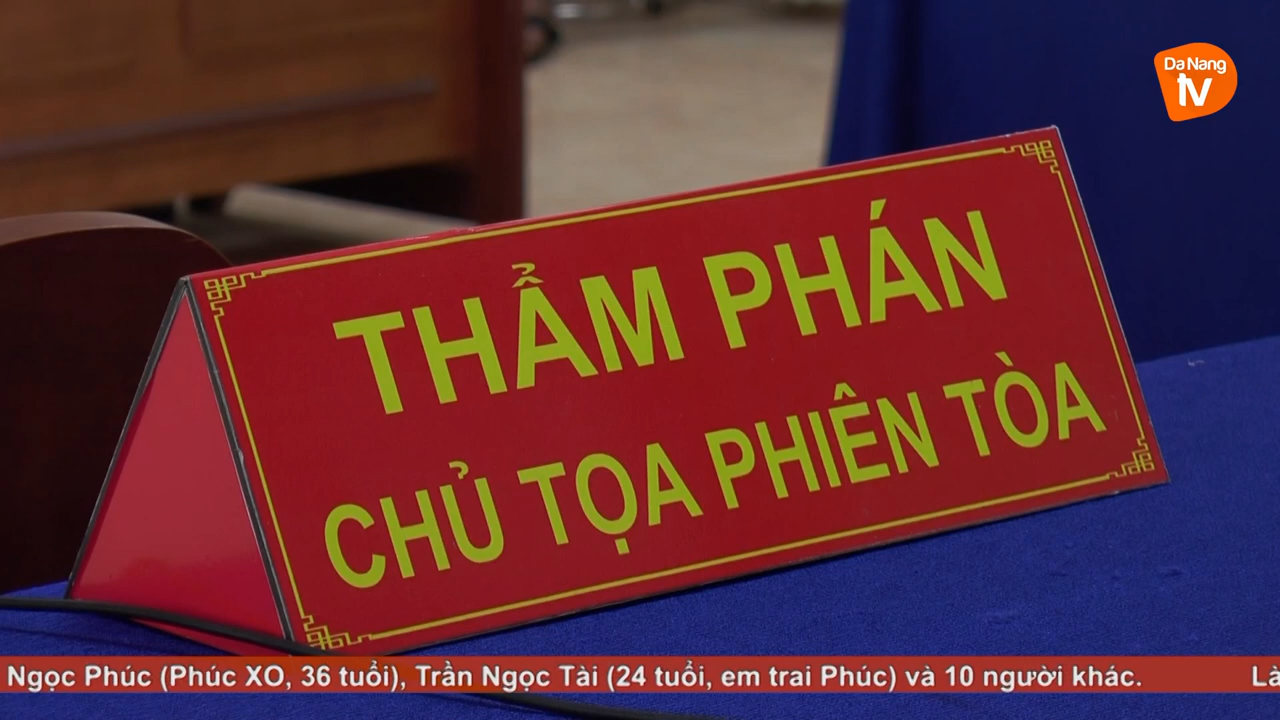 Da Nang
tv
THẨM PHÁN
CHỦ TỌA PHIÊN TÒA
Ngọc Phúc (Phúc XO, 36 tuổi), Trần Ngọc Tài (24 tuổi, em trai Phúc) và 10 người khác.